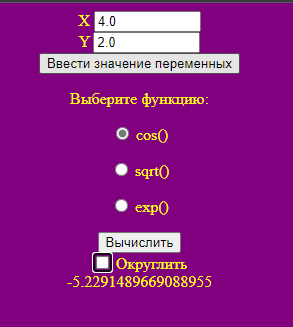 X 4.0
Y 2.0
Ввести значение переменных
Выберите функцию:
cos()
sqrt()
exp()
Вычислить
Округлить
-5.2291489669088955